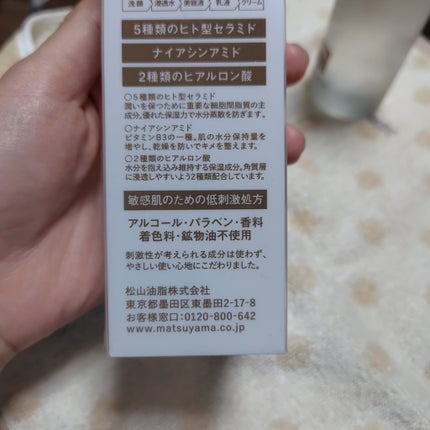 洗顔 浸透水 美容液 乳液 クリーム
5種類のヒト型セラミド
ナイアシンアミド
2種類のヒアルロン酸
○5種類のヒト型セラミド
潤いを保つために重要な細胞間脂質の主
成分。優れた保湿力で水分蒸散を防ぎます。
○ナイアシンアミド
ビタミンB3の一種。肌の水分保持量を
増やし、乾燥を防いでキメを整えます。
○2種類のヒアルロン酸
水分を抱え込み維持する保湿成分。角質層
に浸透しやすいよう2種類配合しています。
敏感肌のための低刺激処方
アルコール・パラベン・香料
着色料・鉱物油不使用
刺激性が考えられる成分は使わず、
やさしい使い心地にこだわりました。
松山油脂株式会社
東京都墨田区東墨田2-17-8
お客様窓口:0120-800-642
www.matsuyama.co.jp